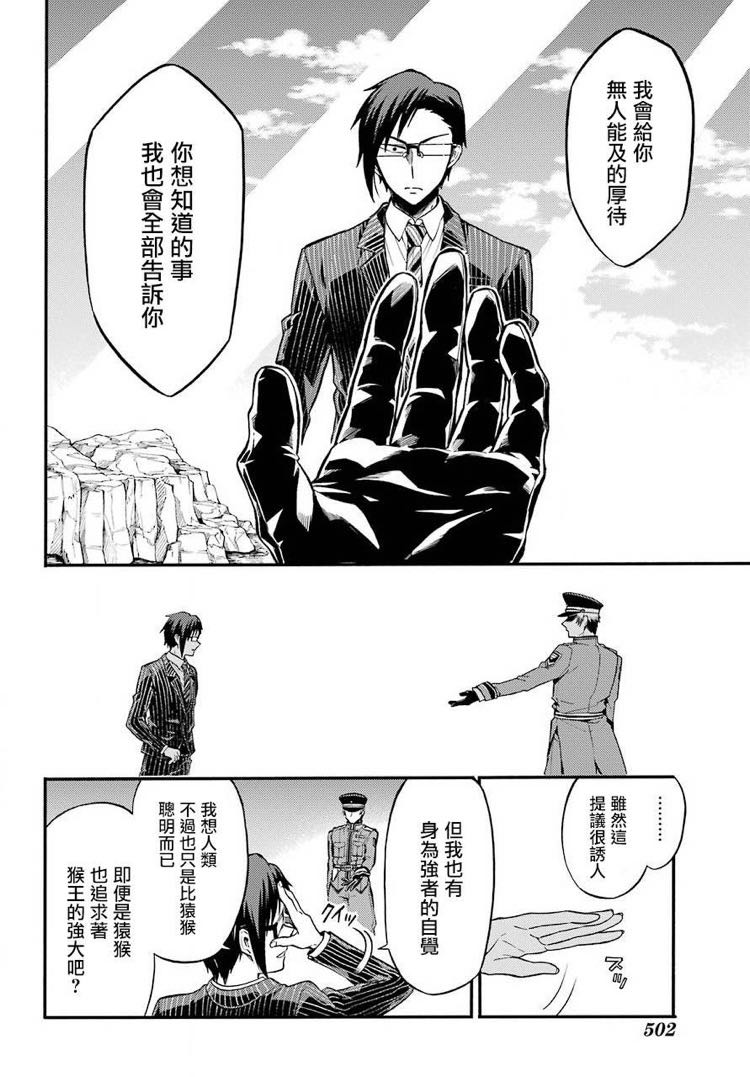 我會給你
無人能及的厚待
你想知道的事
我也會全部告訴你
………
雖然這
提議很誘人
ズズッ
但我也有
身為強者的自覺
クイッ
我想人類
不過也只是比猿猴
聰明而已
即便是猿猴
也追求著
猴王的強大吧？
502